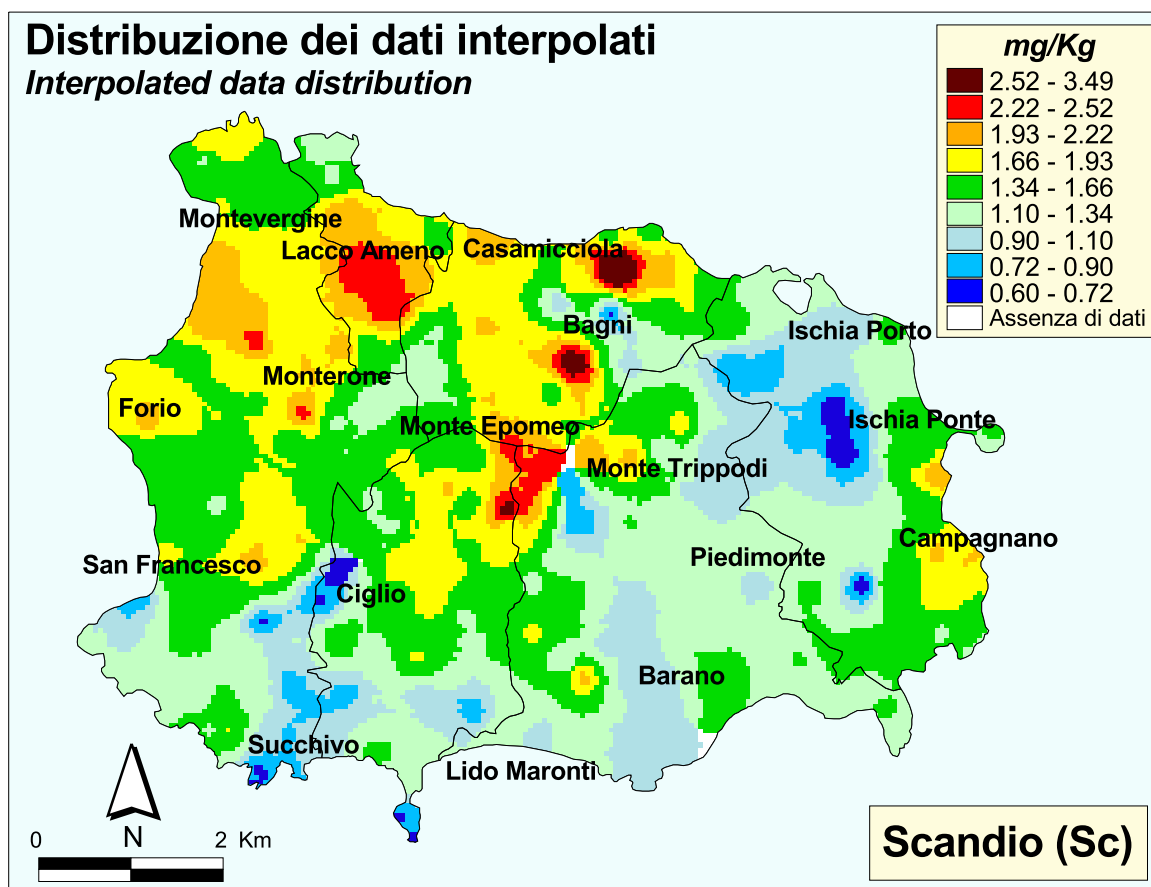 Distribuzione dei dati interpolati
Interpolated data distribution
mg/Kg
2.52 - 3.49
2.22 - 2.52
1.93 - 2.22
1.66 - 1.93
1.34 - 1.66
1.10 - 1.34
0.90 - 1.10
0.72 - 0.90
0.60 - 0.72
Assenza di dati
Montevergine
Lacco Ameno
Casamicciola
Bagni
Ischia Porto
Monterone
Forio
Monte Epomeo
Ischia Ponte
Monte Trippodi
San Francesco
Ciglio
Piedimonte
Campagnano
Barano
Succhivo
Lido Maronti
N
0 2 Km
Scandio (Sc)